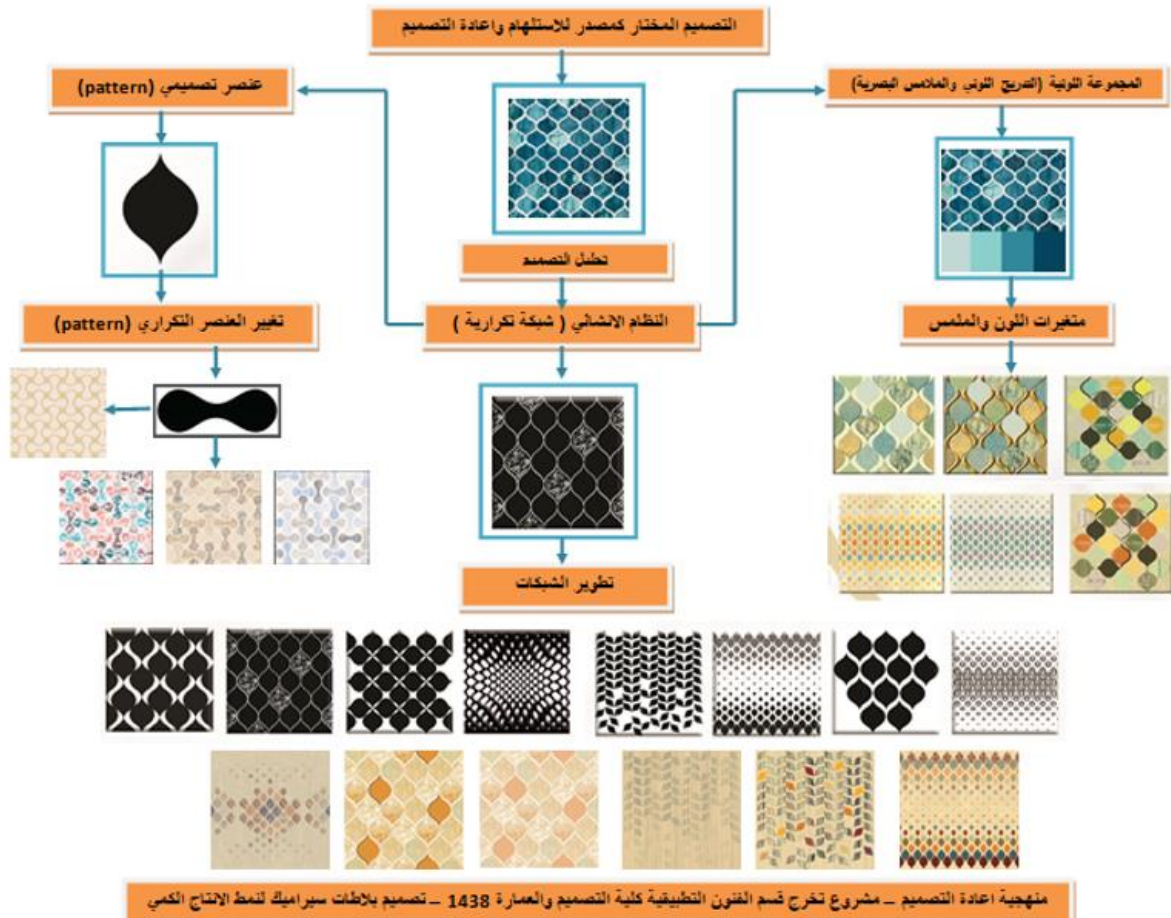 التصميم المختار كمصدر للاستلهام واعادة التصميم
المجموعة اللونية (التدريج اللوني والملامس البصرية)
عنصر تصميمي (pattern)
تحليل التصميم
النظام الانشائي ( شبكة تكرارية )
متغيرات اللون والملمس
تغيير العنصر التكراري (pattern)
تطوير الشبكات
منهجية اعادة التصميم – مشروع تخرج قسم الفنون التطبيقية كلية التصميم والعمارة 1438 – تصميم بلاطات سيراميك لنمط الانتاج الكمي